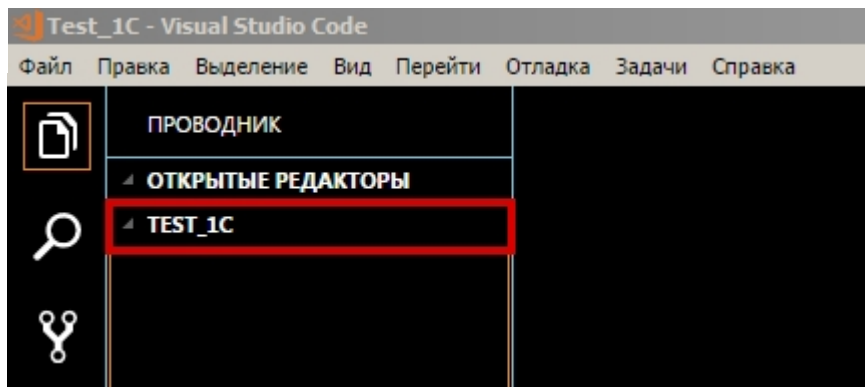 Test_1C - Visual Studio Code
Файл Правка Выделение Вид Перейти Отладка Задачи Справка
ПРОВОДНИК
ОТКРЫТЫЕ РЕДАКТОРЫ
TEST_1C